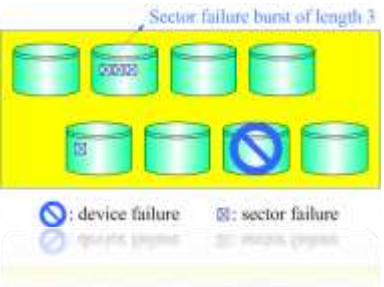 Sector failure burst of length 3
: device failure
: sector failure